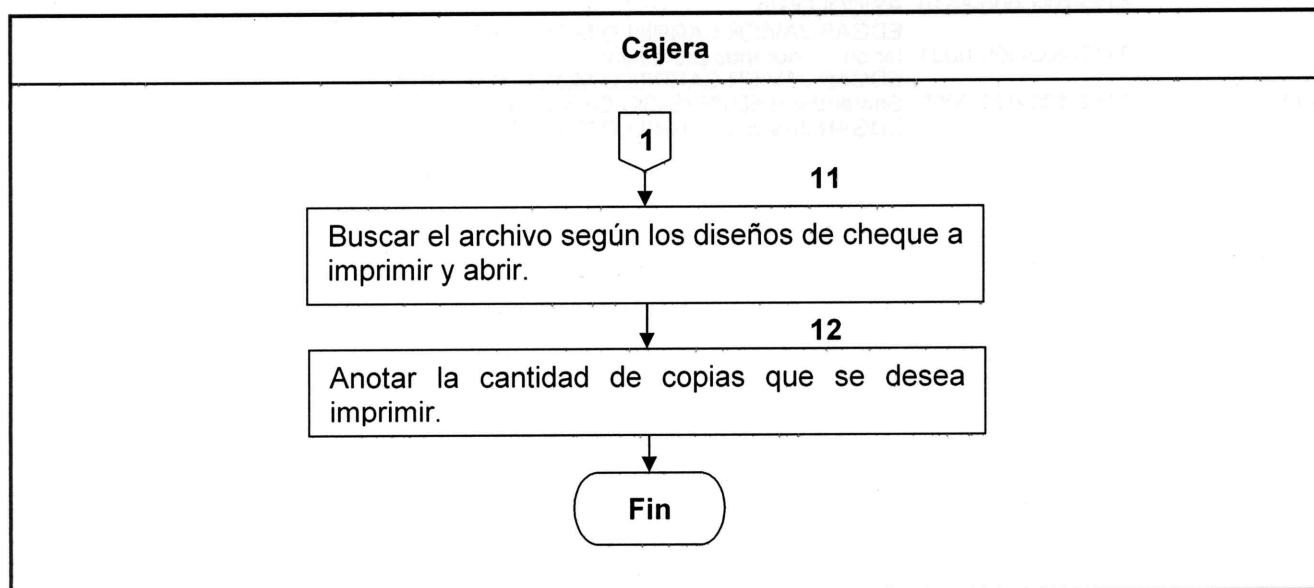 Cajera
1
11
Buscar el archivo según los diseños de cheque a
imprimir y abrir.
12
Anotar la cantidad de copias que se desea
imprimir.
Fin